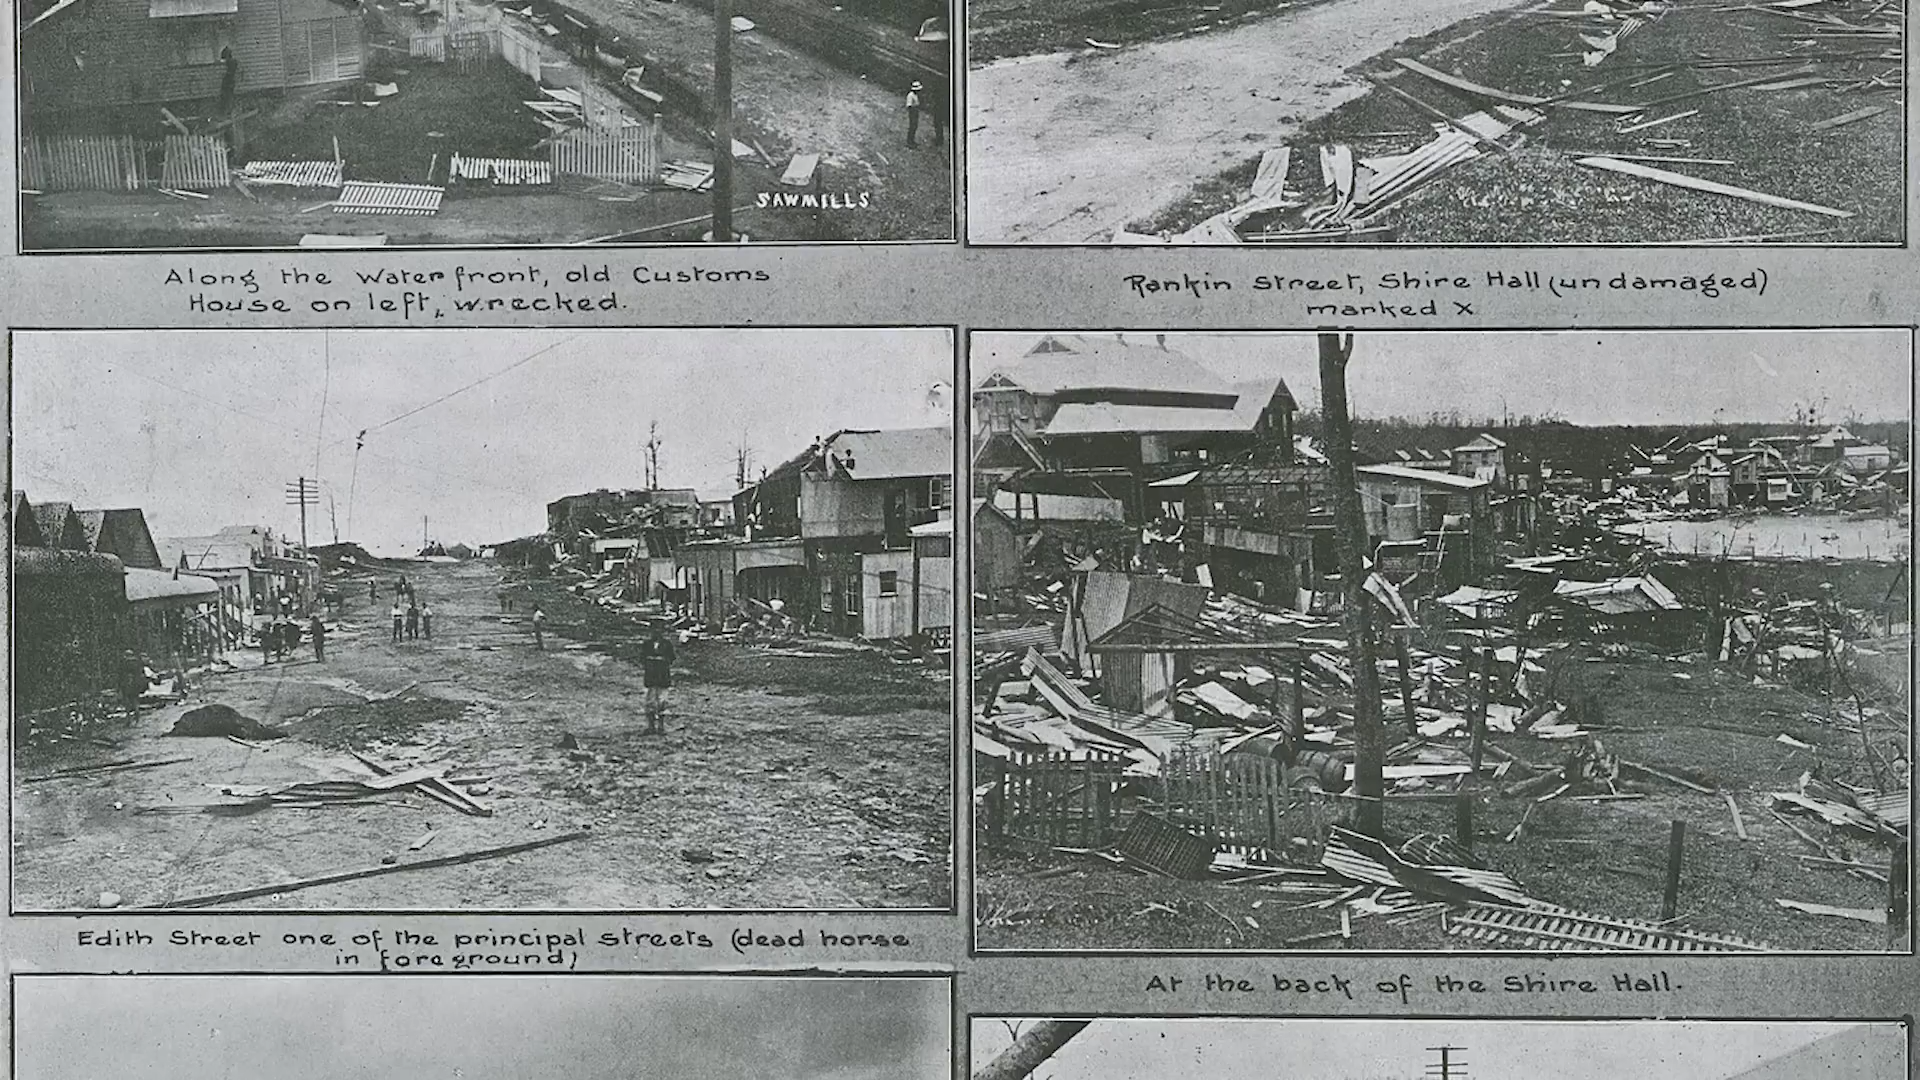 SAWMILLS
Along the Waterfront, old Customs
House on left, wrecked.
Rankin Street, Shire Hall (undamaged)
marked X
Edith Street one of the principal streets (dead horse
in foreground)
At the back of the Shire Hall.